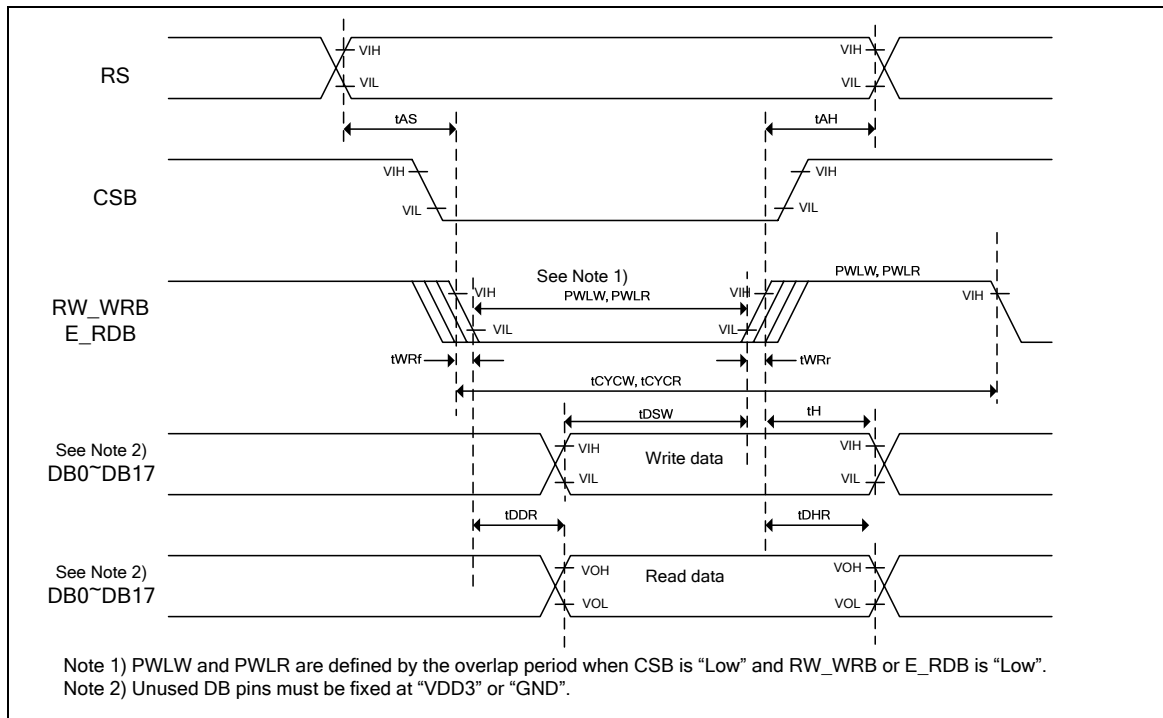 RS
VIH
VIL
VIH
VIL
tAS
tAH
CSB
VIH
VIL
VIH
VIL
RW_WRB
E_RDB
See Note 1)
PWLW, PWLR
PWLW, PWLR
VIH
VIL
VIH
VIL
VIH
tWRf
tWRr
tCYCW, tCYCR
tDSW
tH
See Note 2)
DB0~DB17
VIH
VIL
Write data
VIH
VIL
tDDR
tDHR
See Note 2)
DB0~DB17
VOH
VOL
Read data
VOH
VOL
Note 1) PWLW and PWLR are defined by the overlap period when CSB is “Low” and RW_WRB or E_RDB is “Low”.
Note 2) Unused DB pins must be fixed at “VDD3” or “GND”.